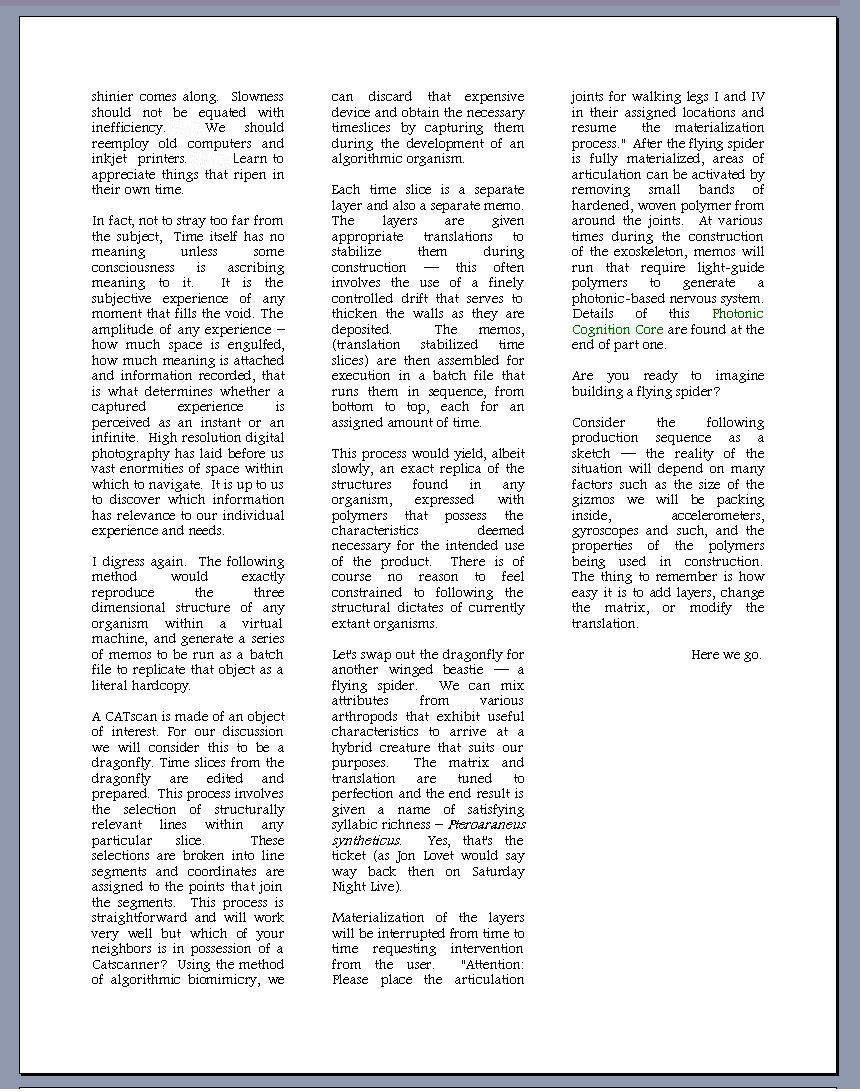 shinier comes along. Slowness
should not be equated with
inefficiency. We should
reemploy old computers and
inkjet printers. Learn to
appreciate things that ripen in
their own time.
In fact, not to stray too far from
the subject, Time itself has no
meaning unless some
consciousness is ascribing
meaning to it. It is the
subjective experience of any
moment that fills the void. The
amplitude of any experience –
how much space is engulfed,
how much meaning is attached
and information recorded, that
is what determines whether a
captured experience is
perceived as an instant or an
infinite. High resolution digital
photography has laid before us
vast enormities of space within
which to navigate. It is up to us
to discover which information
has relevance to our individual
experience and needs.
I digress again. The following
method would exactly
reproduce the three
dimensional structure of any
organism within a virtual
machine, and generate a series
of memos to be run as a batch
file to replicate that object as a
literal hardcopy.
A CATscan is made of an object
of interest. For our discussion
we will consider this to be a
dragonfly. Time slices from the
dragonfly are edited and
prepared. This process involves
the selection of structurally
relevant lines within any
particular slice. These
selections are broken into line
segments and coordinates are
assigned to the points that join
the segments. This process is
straightforward and will work
very well but which of your
neighbors is in possession of a
Catscanner? Using the method
of algorithmic biomimicry, we
can discard that expensive
device and obtain the necessary
timeslices by capturing them
during the development of an
algorithmic organism.
Each time slice is a separate
layer and also a separate memo.
The layers are given
appropriate translations to
stabilize them during
construction — this often
involves the use of a finely
controlled drift that serves to
thicken the walls as they are
deposited. The memos,
(translation stabilized time
slices) are then assembled for
execution in a batch file that
runs them in sequence, from
bottom to top, each for an
assigned amount of time.
This process would yield, albeit
slowly, an exact replica of the
structures found in any
organism, expressed with
polymers that possess the
characteristics deemed
necessary for the intended use
of the product. There is of
course no reason to feel
constrained to following the
structural dictates of currently
extant organisms.
Let's swap out the dragonfly for
another winged beastie — a
flying spider. We can mix
attributes from various
arthropods that exhibit useful
characteristics to arrive at a
hybrid creature that suits our
purposes. The matrix and
translation are tuned to
perfection and the end result is
given a name of satisfying
syllabic richness – Pteroaraneus
syntheticus. Yes, that's the
ticket (as Jon Lovet would say
way back then on Saturday
Night Live).
Materialization of the layers
will be interrupted from time to
time requesting intervention
from the user. "Attention:
Please place the articulation
joints for walking legs I and IV
in their assigned locations and
resume the materialization
process." After the flying spider
is fully materialized, areas of
articulation can be activated by
removing small bands of
hardened, woven polymer from
around the joints. At various
times during the construction
of the exoskeleton, memos will
run that require light-guide
polymers to generate a
photonic-based nervous system.
Details of this Photonic
Cognition Core are found at the
end of part one.
Are you ready to imagine
building a flying spider?
Consider the following
production sequence as a
sketch — the reality of the
situation will depend on many
factors such as the size of the
gizmos we will be packing
inside, accelerometers,
gyroscopes and such, and the
properties of the polymers
being used in construction.
The thing to remember is how
easy it is to add layers, change
the matrix, or modify the
translation.
Here we go.